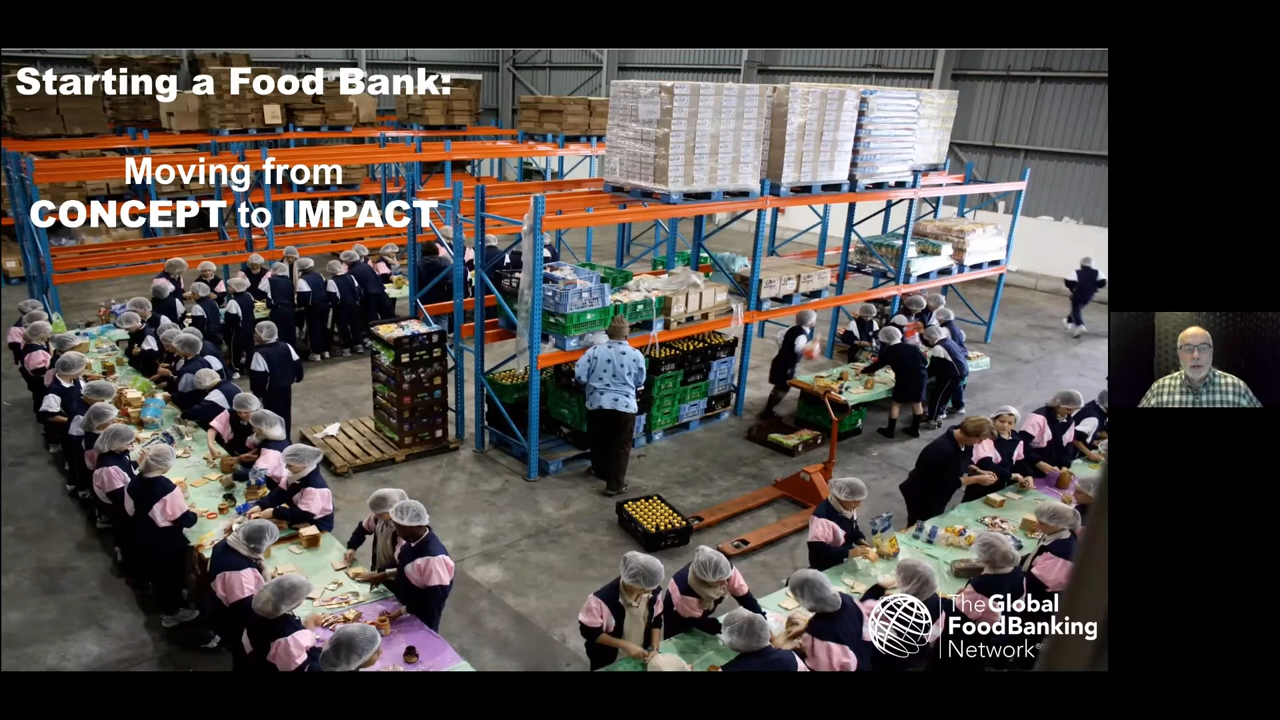 Starting a Food Bank:
Moving from
CONCEPT to IMPACT
The Global
FoodBanking
Network®